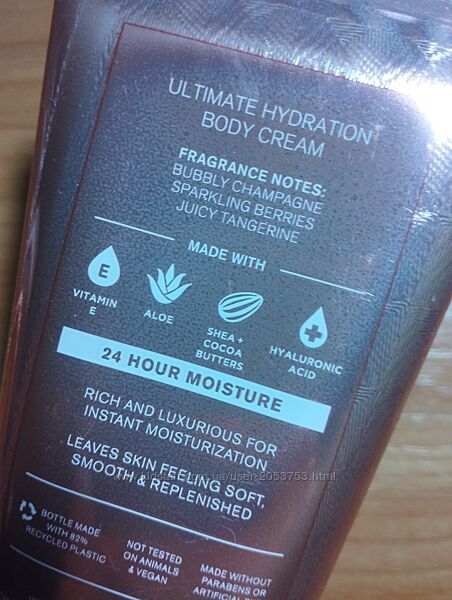 ULTIMATE HYDRATION
BODY CREAM
FRAGRANCE NOTES:
BUBBLY CHAMPAGNE
SPARKLING BERRIES
JUICY TANGERINE
MADE WITH
E
VITAMIN
E
ALOE
SHEA +
COCOA
BUTTERS
HYALURONIC
ACID
24 HOUR MOISTURE
RICH AND LUXURIOUS FOR
INSTANT MOISTURIZATION
LEAVES SKIN FEELING SOFT,
SMOOTH & REPLENISHED
BOTTLE MADE
WITH 82%
RECYCLED PLASTIC
NOT TESTED
ON ANIMALS
& VEGAN
MADE WITHOUT
PARABENS OR